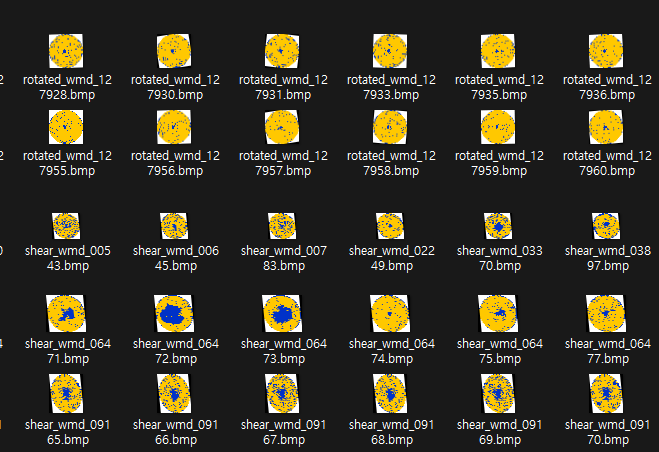 2 rotated_wmd_12 rotated_wmd_12 rotated_wmd_12 rotated_wmd_12 rotated_wmd_12 rotated_wmd_12
7928.bmp 7930.bmp 7931.bmp 7933.bmp 7935.bmp 7936.bmp
2 rotated_wmd_12 rotated_wmd_12 rotated_wmd_12 rotated_wmd_12 rotated_wmd_12 rotated_wmd_12
7955.bmp 7956.bmp 7957.bmp 7958.bmp 7959.bmp 7960.bmp
0 shear_wmd_005 shear_wmd_006 shear_wmd_007 shear_wmd_022 shear_wmd_033 shear_wmd_038
43.bmp 45.bmp 83.bmp 49.bmp 70.bmp 97.bmp
4 shear_wmd_064 shear_wmd_064 shear_wmd_064 shear_wmd_064 shear_wmd_064 shear_wmd_064
71.bmp 72.bmp 73.bmp 74.bmp 75.bmp 77.bmp
shear_wmd_091 shear_wmd_091 shear_wmd_091 shear_wmd_091 shear_wmd_091 shear_wmd_091
65.bmp 66.bmp 67.bmp 68.bmp 69.bmp 70.bmp